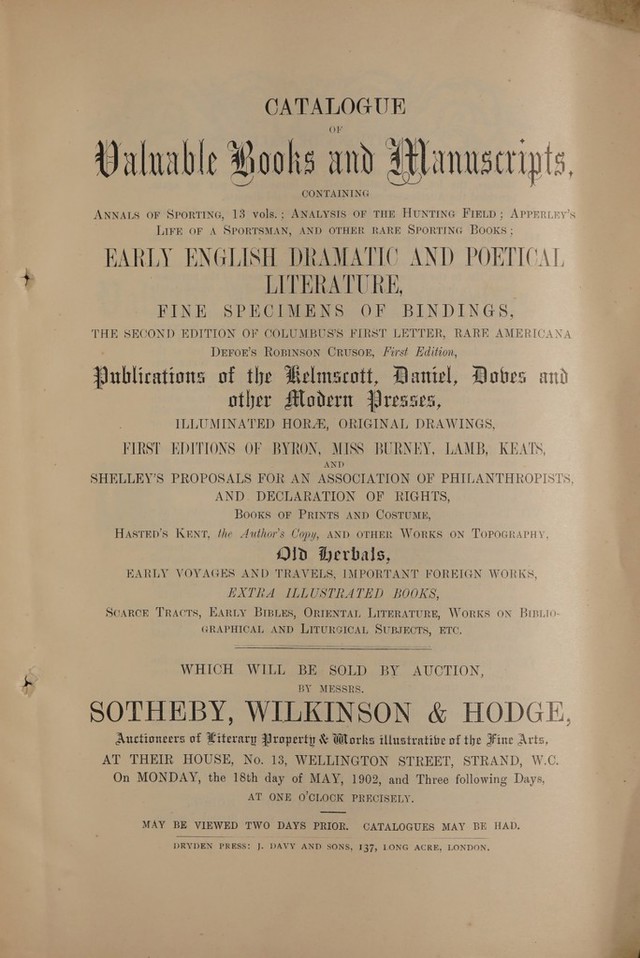 CATALOGUE
OF
Valuable Books and Manuscripts,
CONTAINING
ANNALS OF SPORTING, 13 vols.; ANALYSIS OF THE HUNTING FIELD; APPERLEY'S
LIFE OF A SPORTSMAN, AND OTHER RARE SPORTING BOOKS;
EARLY ENGLISH DRAMATIC AND POETICAL
LITERATURE,
FINE SPECIMENS OF BINDINGS,
THE SECOND EDITION OF COLUMBUS'S FIRST LETTER, RARE AMERICANA
DEFOE'S ROBINSON CRUSOE, First Edition,
Publications of the Kelmscott, Daniel, Dobes and
other Modern Presses,
ILLUMINATED HORÆ, ORIGINAL DRAWINGS,
FIRST EDITIONS OF BYRON, MISS BURNEY, LAMB, KEATS,
AND
SHELLEY'S PROPOSALS FOR AN ASSOCIATION OF PHILANTHROPISTS,
AND DECLARATION OF RIGHTS,
BOOKS OF PRINTS AND COSTUME,
HASTED'S KENT, the Author's Copy, AND OTHER WORKS ON TOPOGRAPHY,
Old Herbals,
EARLY VOYAGES AND TRAVELS, IMPORTANT FOREIGN WORKS,
EXTRA ILLUSTRATED BOOKS,
SCARCE TRACTS, EARLY BIBLES, ORIENTAL LITERATURE, WORKS ON BIBLIO-
GRAPHICAL AND LITURGICAL SUBJECTS, ETC.
WHICH WILL BE SOLD BY AUCTION,
BY MESSRS.
SOTHEBY, WILKINSON & HODGE,
Auctioneers of Literary Property & Works illustrative of the Fine Arts,
AT THEIR HOUSE, No. 13, WELLINGTON STREET, STRAND, W.C.
On MONDAY, the 18th day of MAY, 1902, and Three following Days,
AT ONE O'CLOCK PRECISELY.
MAY BE VIEWED TWO DAYS PRIOR. CATALOGUES MAY BE HAD.
DRYDEN PRESS: J. DAVY AND SONS, 137, LONG ACRE, LONDON.